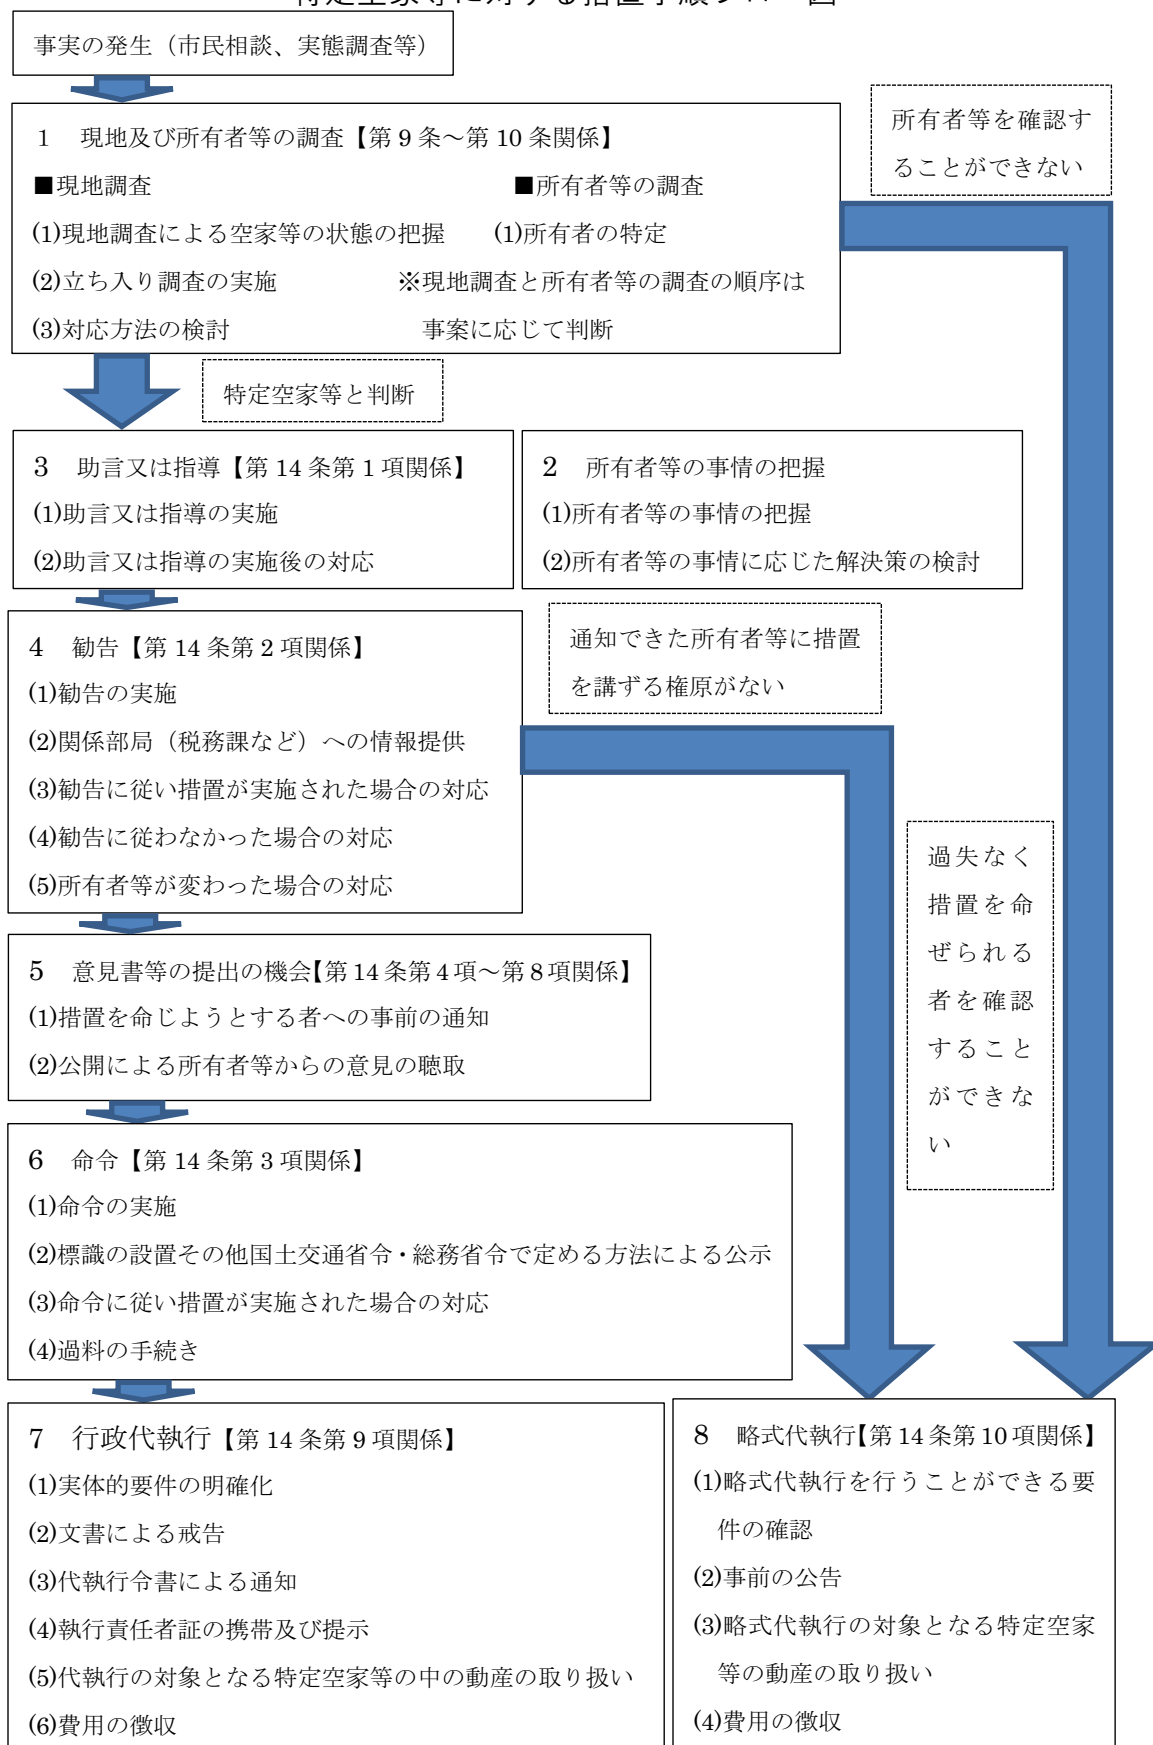 特定空家等に対する措置手順フロー図
事実の発生（市民相談、実態調査等）
所有者等を確認す
ることができない
1　現地及び所有者等の調査【第 9 条～第 10 条関係】
■現地調査　■所有者等の調査
(1)現地調査による空家等の状態の把握　(1)所有者の特定
(2)立ち入り調査の実施　※現地調査と所有者等の調査の順序は
(3)対応方法の検討　事案に応じて判断
特定空家等と判断
3　助言又は指導【第 14 条第 1 項関係】
(1)助言又は指導の実施
(2)助言又は指導の実施後の対応
2　所有者等の事情の把握
(1)所有者等の事情の把握
(2)所有者等の事情に応じた解決策の検討
4　勧告【第 14 条第 2 項関係】
(1)勧告の実施
(2)関係部局（税務課など）への情報提供
(3)勧告に従い措置が実施された場合の対応
(4)勧告に従わなかった場合の対応
(5)所有者等が変わった場合の対応
通知できた所有者等に措置
を講ずる権原がない
過失なく
措置を命
ぜられる
者を確認
すること
ができな
い
5　意見書等の提出の機会【第 14 条第 4 項～第 8 項関係】
(1)措置を命じようとする者への事前の通知
(2)公開による所有者等からの意見の聴取
6　命令【第 14 条第 3 項関係】
(1)命令の実施
(2)標識の設置その他国土交通省令・総務省令で定める方法による公示
(3)命令に従い措置が実施された場合の対応
(4)過料の手続き
7　行政代執行【第 14 条第 9 項関係】
(1)実体的要件の明確化
(2)文書による戒告
(3)代執行令書による通知
(4)執行責任者証の携帯及び提示
(5)代執行の対象となる特定空家等の中の動産の取り扱い
(6)費用の徴収
8　略式代執行【第 14 条第 10 項関係】
(1)略式代執行を行うことができる要
件の確認
(2)事前の公告
(3)略式代執行の対象となる特定空家
等の動産の取り扱い
(4)費用の徴収